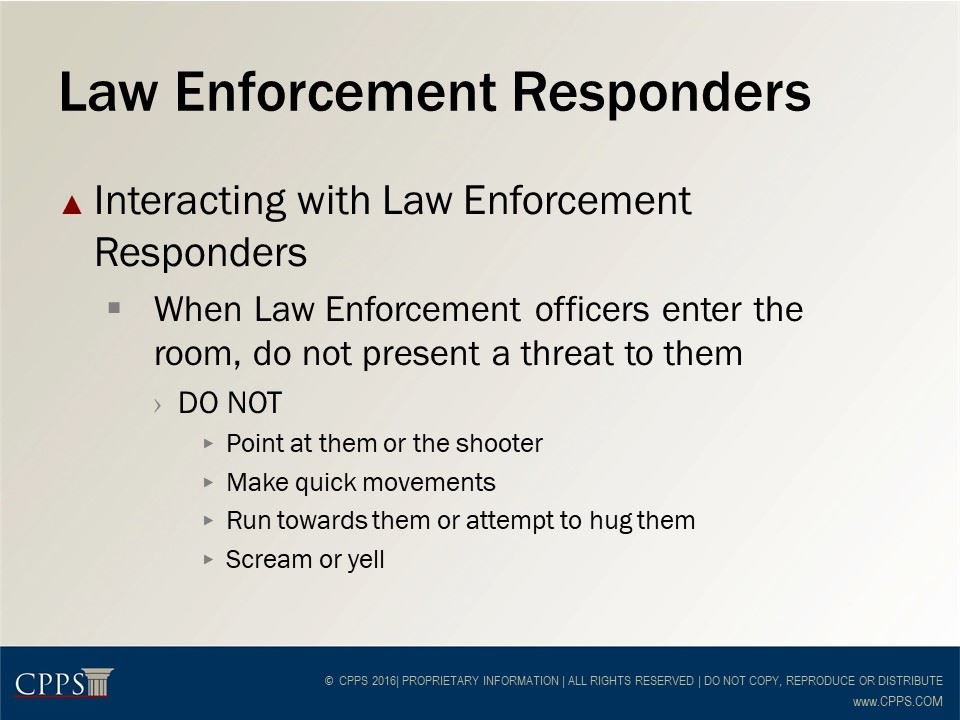 Law Enforcement Responders
▲ Interacting with Law Enforcement
Responders
▪ When Law Enforcement officers enter the
room, do not present a threat to them
› DO NOT
▸ Point at them or the shooter
▸ Make quick movements
▸ Run towards them or attempt to hug them
▸ Scream or yell
CPPS
© CPPS 2016| PROPRIETARY INFORMATION | ALL RIGHTS RESERVED | DO NOT COPY, REPRODUCE OR DISTRIBUTE
www.CPPS.COM